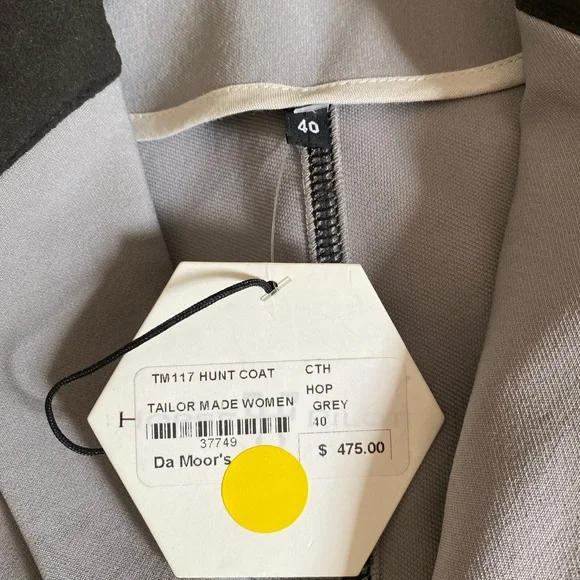 40
TM117 HUNT COAT CTH
HOP
TAILOR MADE WOMEN GREY
40
37749
Da Moor's $ 475.00